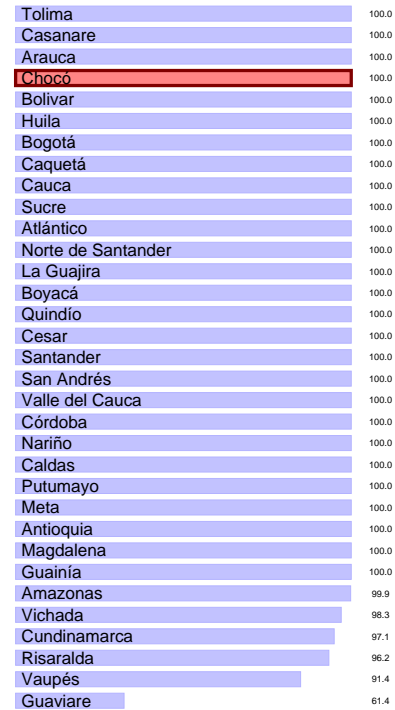 Tolima 100.0
Casanare 100.0
Arauca 100.0
Chocó 100.0
Bolivar 100.0
Huila 100.0
Bogotá 100.0
Caquetá 100.0
Cauca 100.0
Sucre 100.0
Atlántico 100.0
Norte de Santander 100.0
La Guajira 100.0
Boyacá 100.0
Quindío 100.0
Cesar 100.0
Santander 100.0
San Andrés 100.0
Valle del Cauca 100.0
Córdoba 100.0
Nariño 100.0
Caldas 100.0
Putumayo 100.0
Meta 100.0
Antioquia 100.0
Magdalena 100.0
Guainía 100.0
Amazonas 99.9
Vichada 98.3
Cundinamarca 97.1
Risaralda 96.2
Vaupés 91.4
Guaviare 61.4